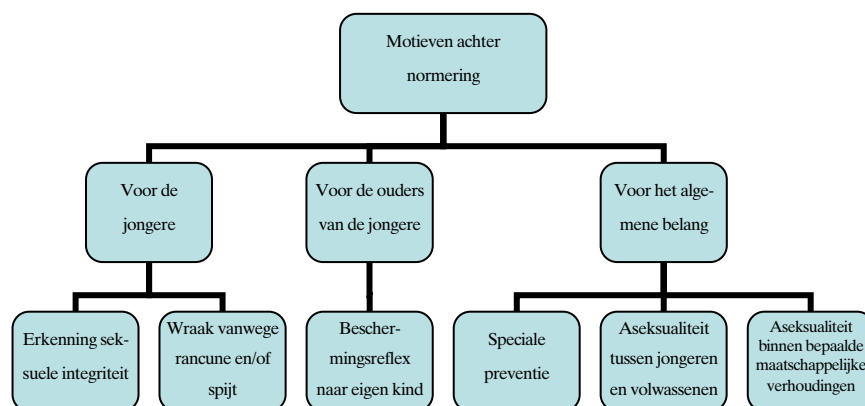 Motieven achter
normering
Voor de
jongere
Voor de ouders
van de jongere
Voor het alge-
mene belang
Erkenning sek-
suele integriteit
Wraak vanwege
rancune en/of
spijt
Bescher-
mingsreflex
naar eigen kind
Speciale
preventie
Aseksualiteit
tussen jongeren
en volwassenen
Aseksualiteit
binnen bepaalde
maatschappelijke
verhoudingen